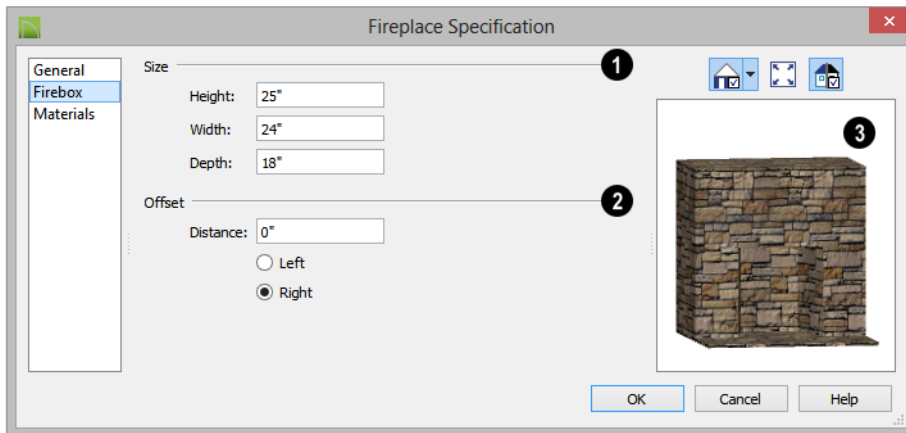 Fireplace Specification
General
Firebox
Materials
Size
1
Height: 25"
Width: 24"
Depth: 18"
Offset
2
Distance: 0"
Left
Right
3
OK Cancel Help